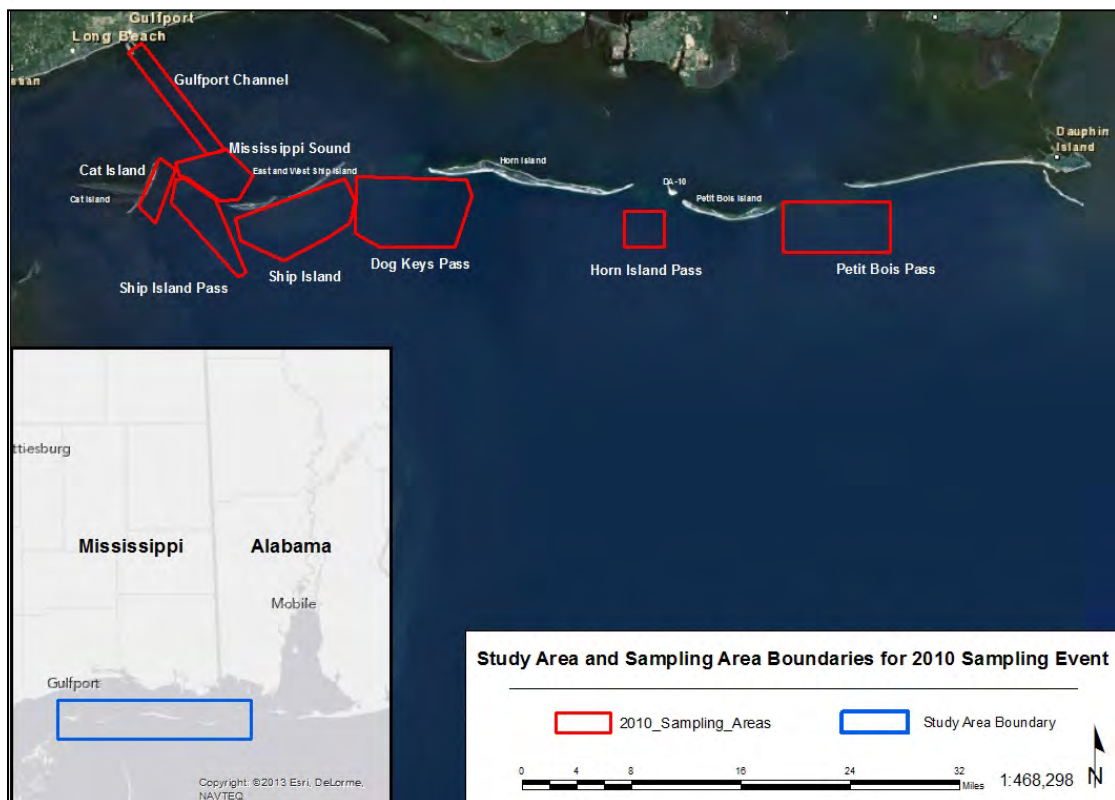 Gulfport
Long Beach
Gulfport Channel
Mississippi Sound
Cat Island
East and West Ship Island
Cat Island
Ship Island Pass
Ship Island
Dog Keys Pass
Horn Island
DA-10
Petit Bois Island
Horn Island Pass
Petit Bois Pass
Dauphin
Island
ttiesburg
Mississippi
Alabama
Mobile
Gulfport
Copyright: ©2013 Esri, DeLorme,
NAVTEQ
Study Area and Sampling Area Boundaries for 2010 Sampling Event
2010_Sampling_Areas
Study Area Boundary
0 4 8 16 24 32
Miles
1:468,298
N